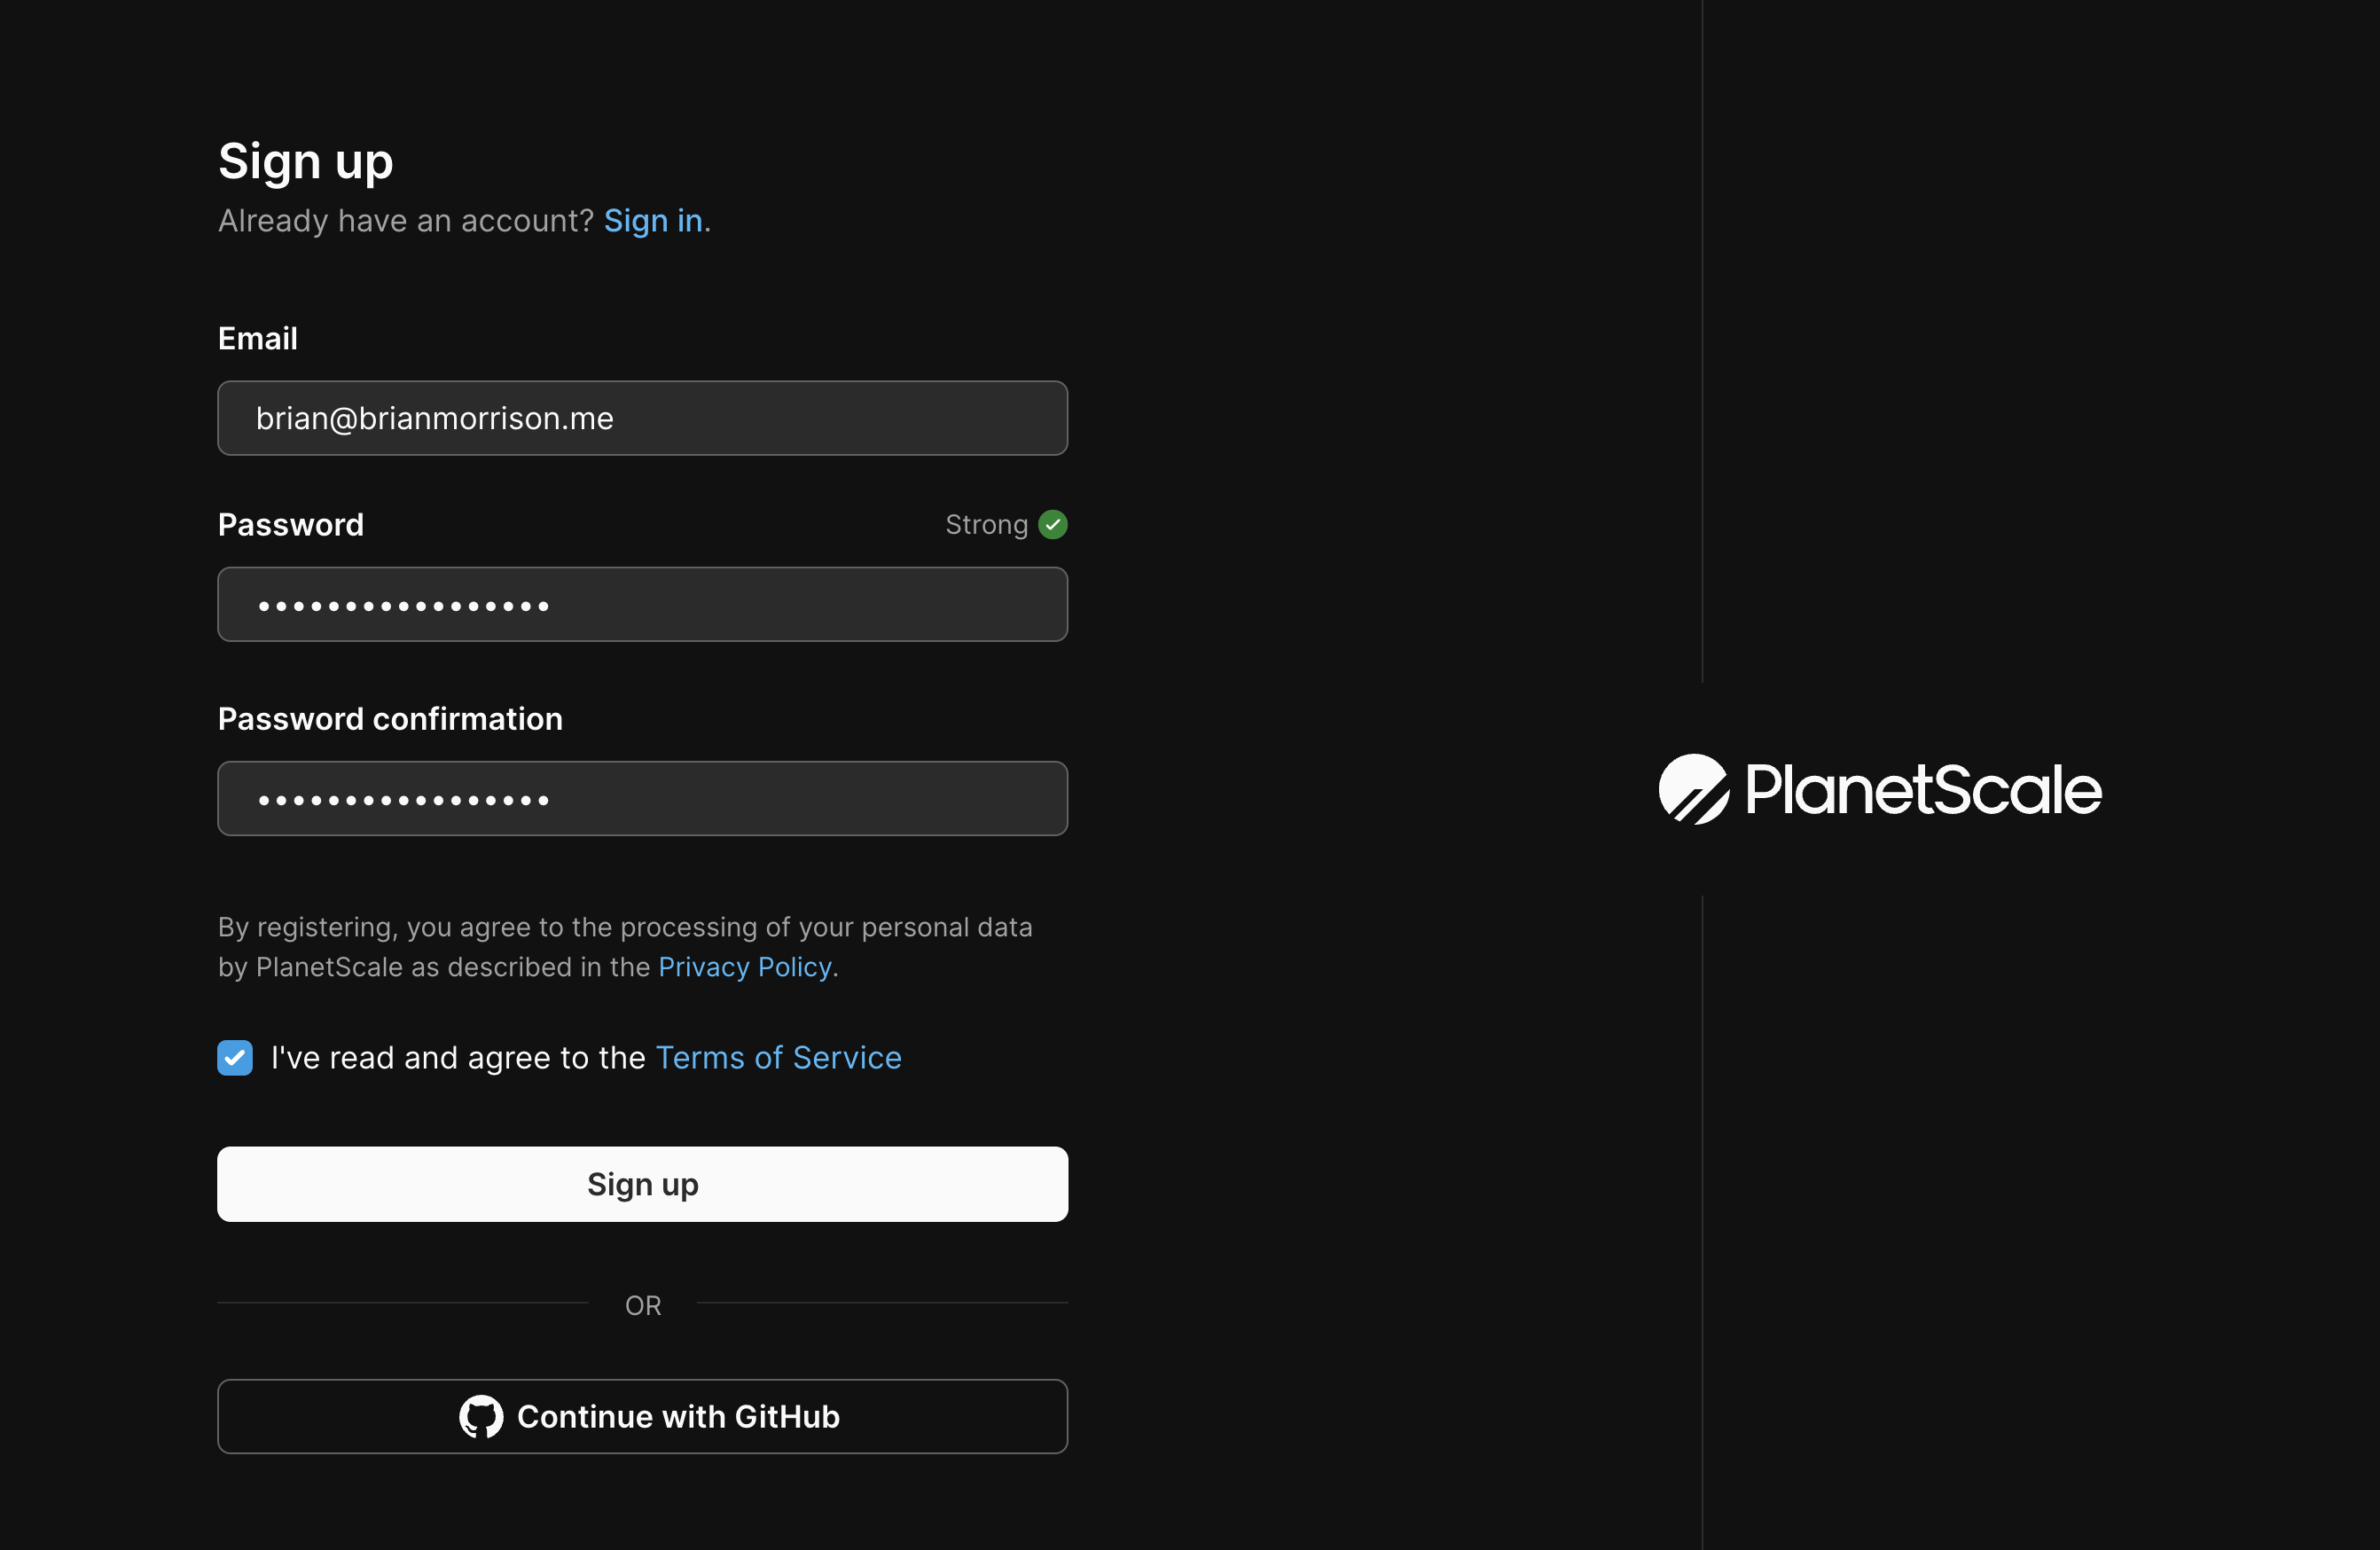 Sign up
Already have an account? Sign in.
Email
brian@brianmorrison.me
Password
Strong
•••••••••••••••••
Password confirmation
•••••••••••••••••
PlanetScale
By registering, you agree to the processing of your personal data
by PlanetScale as described in the Privacy Policy.
I've read and agree to the Terms of Service
Sign up
OR
Continue with GitHub